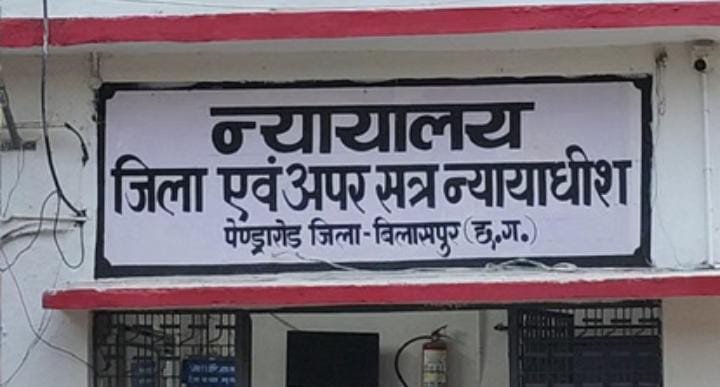 न्यायालय
जिला एवं अपर सत्र न्यायाधीश
पेण्ड्रारोड जिला-बिलासपुर (छ.ग.)